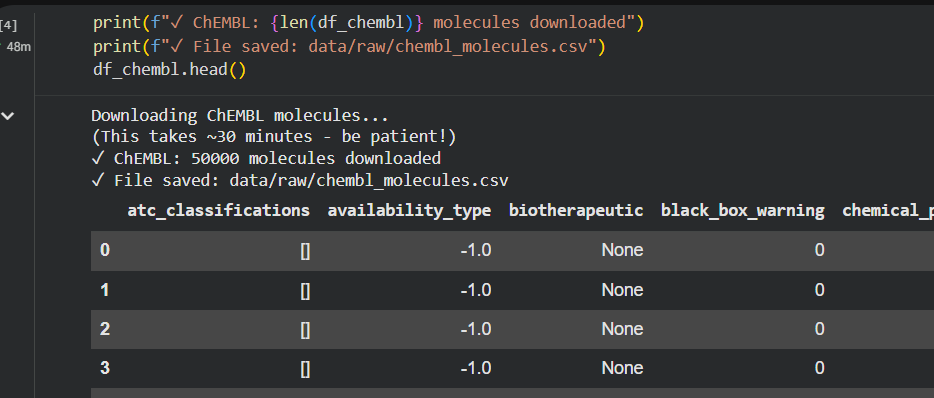 [4]
48m
print(f"✓ ChEMBL: {len(df_chembl)} molecules downloaded")
print(f"✓ File saved: data/raw/chembl_molecules.csv")
df_chembl.head()
Downloading ChEMBL molecules...
(This takes ~30 minutes - be patient!)
✓ ChEMBL: 50000 molecules downloaded
✓ File saved: data/raw/chembl_molecules.csv
atc_classifications availability_type biotherapeutic black_box_warning chemical_p
0 [] -1.0 None 0
1 [] -1.0 None 0
2 [] -1.0 None 0
3 [] -1.0 None 0